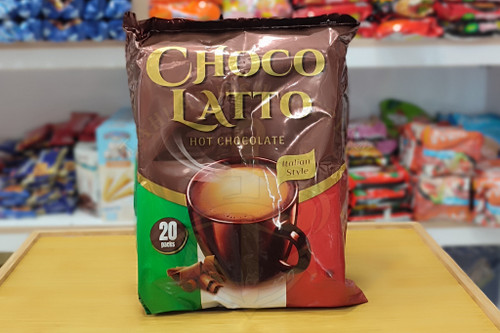 CHOCO
LATTO
HOT CHOCOLATE
Italian
Style
20
packs